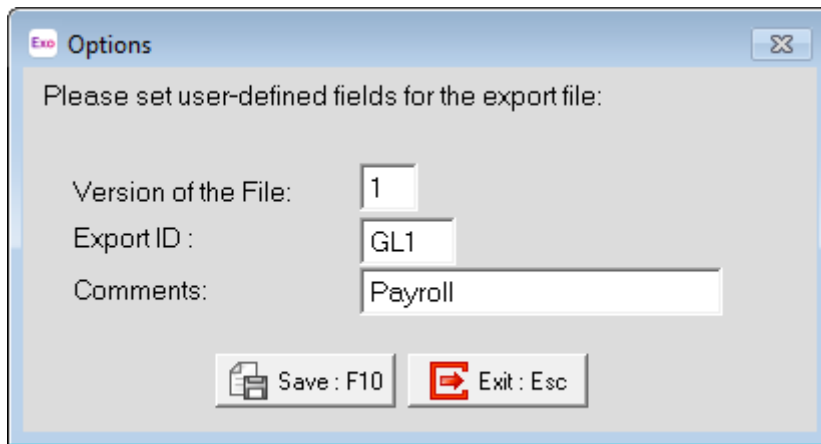 Exo Options
Please set user-defined fields for the export file:
Version of the File: 1
Export ID : GL1
Comments: Payroll
Save : F10 Exit : Esc